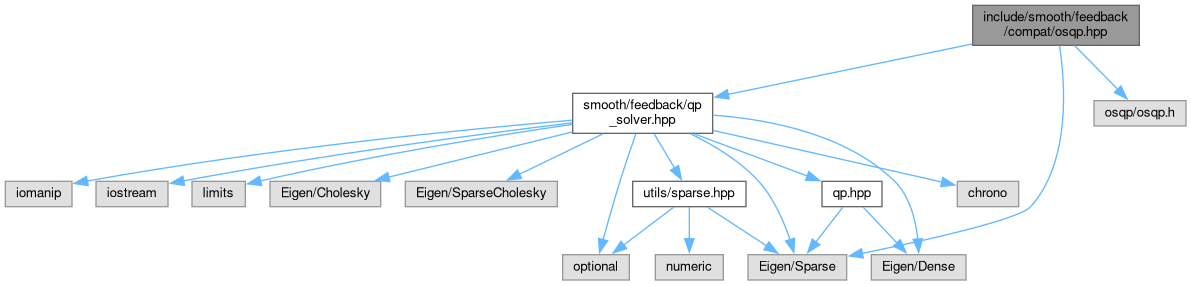 include/smooth/feedback
/compat/osqp.hpp
smooth/feedback/qp
_solver.hpp
osqp/osqp.h
iomanip
iostream
limits
Eigen/Cholesky
Eigen/SparseCholesky
utils/sparse.hpp
qp.hpp
chrono
optional
numeric
Eigen/Sparse
Eigen/Dense